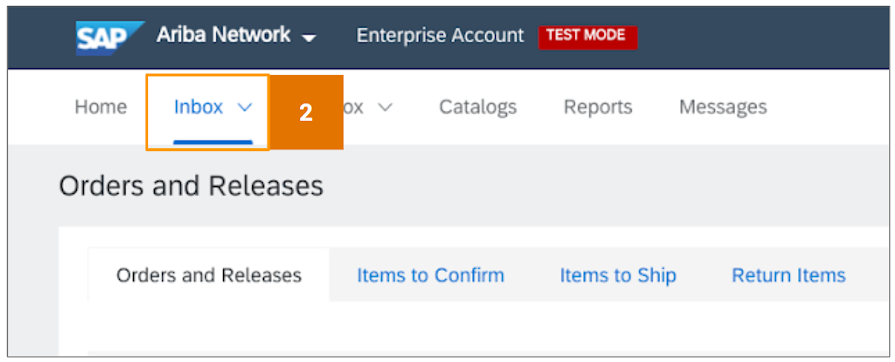 SAP Ariba Network Enterprise Account TEST MODE
Home Inbox 2 ox Catalogs Reports Messages
Orders and Releases
Orders and Releases Items to Confirm Items to Ship Return Items